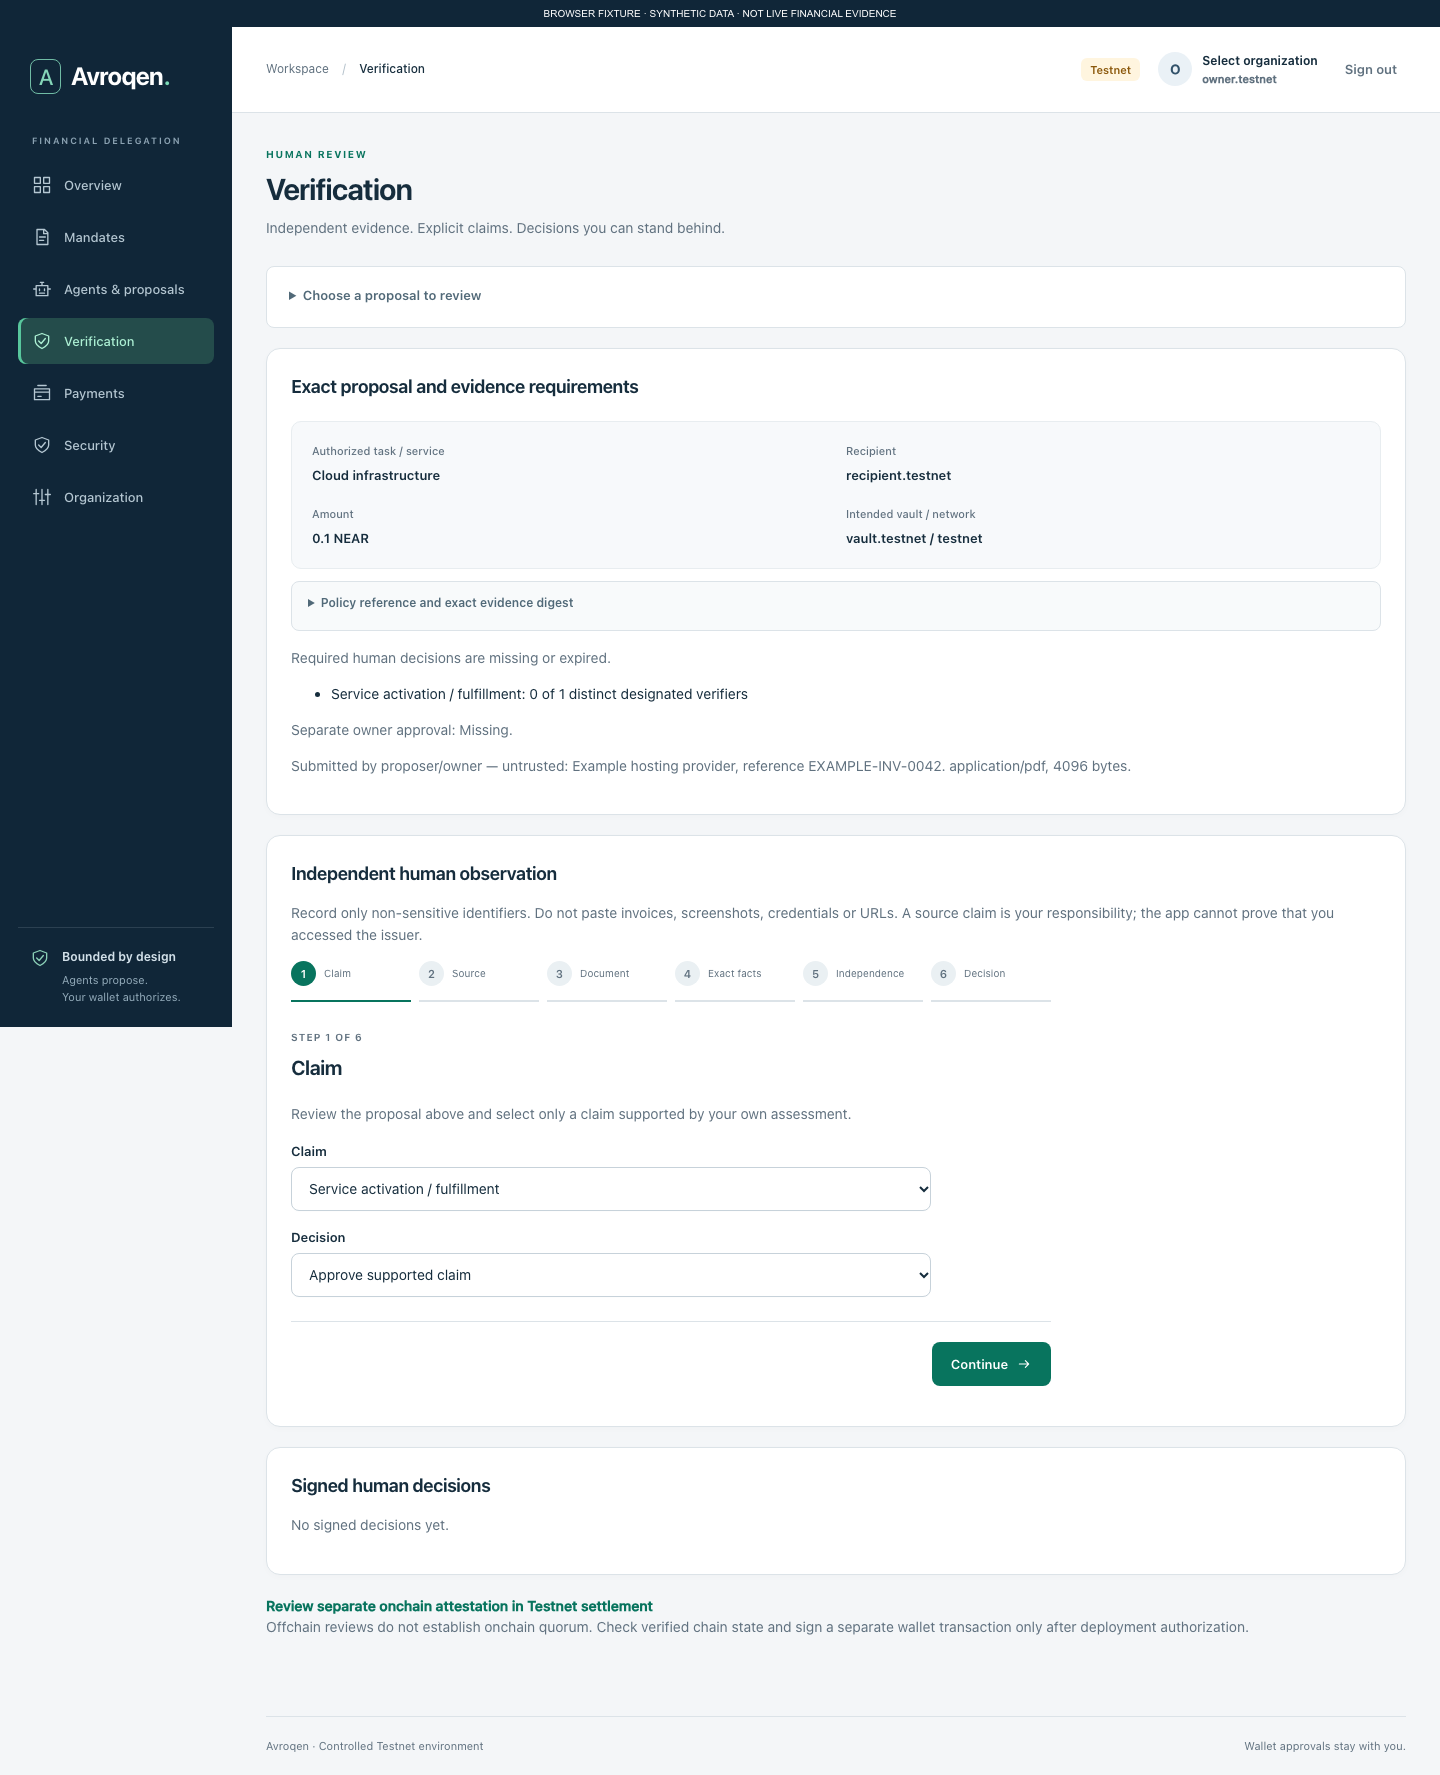 BROWSER FIXTURE · SYNTHETIC DATA · NOT LIVE FINANCIAL EVIDENCE
A Avroqen.
FINANCIAL DELEGATION
Overview
Mandates
Agents & proposals
Verification
Payments
Security
Organization
Bounded by design
Agents propose.
Your wallet authorizes.
Workspace / Verification
Testnet
O
Select organization
owner.testnet
Sign out
HUMAN REVIEW
Verification
Independent evidence. Explicit claims. Decisions you can stand behind.
Choose a proposal to review
Exact proposal and evidence requirements
Authorized task / service
Cloud infrastructure
Recipient
recipient.testnet
Amount
0.1 NEAR
Intended vault / network
vault.testnet / testnet
Policy reference and exact evidence digest
Required human decisions are missing or expired.
• Service activation / fulfillment: 0 of 1 distinct designated verifiers
Separate owner approval: Missing.
Submitted by proposer/owner — untrusted: Example hosting provider, reference EXAMPLE-INV-0042. application/pdf, 4096 bytes.
Independent human observation
Record only non-sensitive identifiers. Do not paste invoices, screenshots, credentials or URLs. A source claim is your responsibility; the app cannot prove that you
accessed the issuer.
1 Claim 2 Source 3 Document 4 Exact facts 5 Independence 6 Decision
STEP 1 OF 6
Claim
Review the proposal above and select only a claim supported by your own assessment.
Claim
Service activation / fulfillment
Decision
Approve supported claim
Continue →
Signed human decisions
No signed decisions yet.
Review separate onchain attestation in Testnet settlement
Offchain reviews do not establish onchain quorum. Check verified chain state and sign a separate wallet transaction only after deployment authorization.
Avroqen · Controlled Testnet environment
Wallet approvals stay with you.